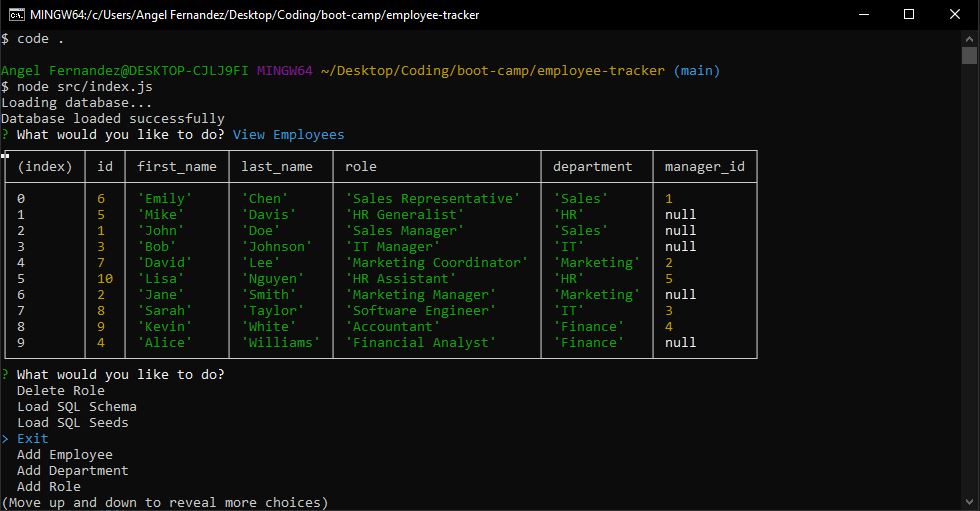 MINGW64:/c/Users/Angel Fernandez/Desktop/Coding/boot-camp/employee-tracker
$ code .
Angel Fernandez@DESKTOP-CJLJ9FI MINGW64 ~/Desktop/Coding/boot-camp/employee-tracker (main)
$ node src/index.js
Loading database...
Database loaded successfully
? What would you like to do? View Employees
(index) id first_name last_name role department manager_id
0 6 'Emily' 'Chen' 'Sales Representative' 'Sales' 1
1 5 'Mike' 'Davis' 'HR Generalist' 'HR' null
2 1 'John' 'Doe' 'Sales Manager' 'Sales' null
3 3 'Bob' 'Johnson' 'IT Manager' 'IT' null
4 7 'David' 'Lee' 'Marketing Coordinator' 'Marketing' 2
5 10 'Lisa' 'Nguyen' 'HR Assistant' 'HR' 5
6 2 'Jane' 'Smith' 'Marketing Manager' 'Marketing' null
7 8 'Sarah' 'Taylor' 'Software Engineer' 'IT' 3
8 9 'Kevin' 'White' 'Accountant' 'Finance' 4
9 4 'Alice' 'Williams' 'Financial Analyst' 'Finance' null
? What would you like to do?
Delete Role
Load SQL Schema
Load SQL Seeds
> Exit
Add Employee
Add Department
Add Role
(Move up and down to reveal more choices)